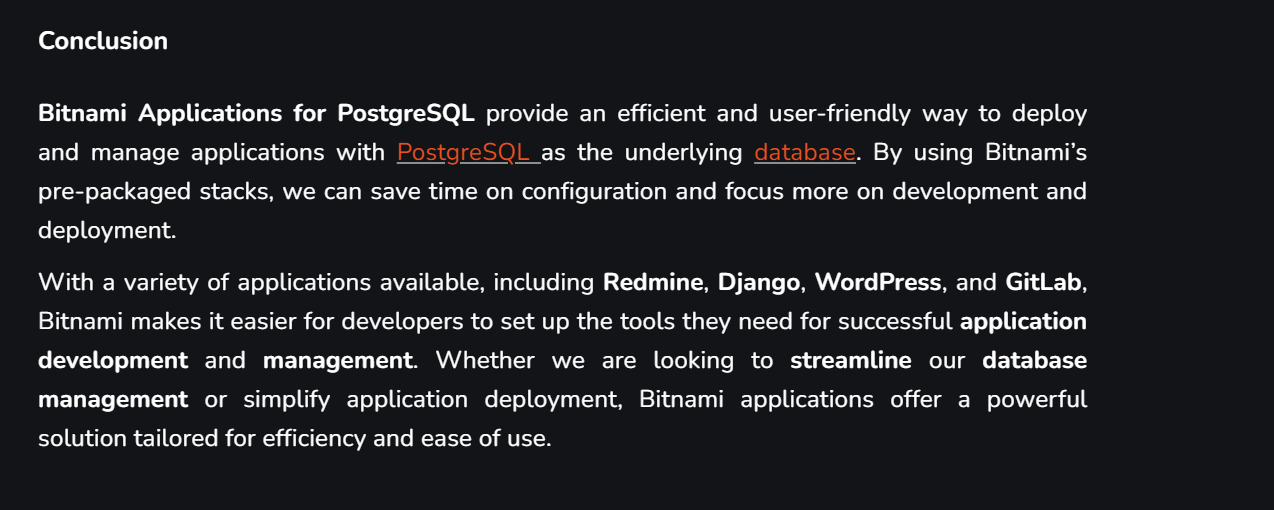 Conclusion
Bitnami Applications for PostgreSQL provide an efficient and user-friendly way to deploy
and manage applications with PostgreSQL as the underlying database. By using Bitnami’s
pre-packaged stacks, we can save time on configuration and focus more on development and
deployment.
With a variety of applications available, including Redmine, Django, WordPress, and GitLab,
Bitnami makes it easier for developers to set up the tools they need for successful application
development and management. Whether we are looking to streamline our database
management or simplify application deployment, Bitnami applications offer a powerful
solution tailored for efficiency and ease of use.